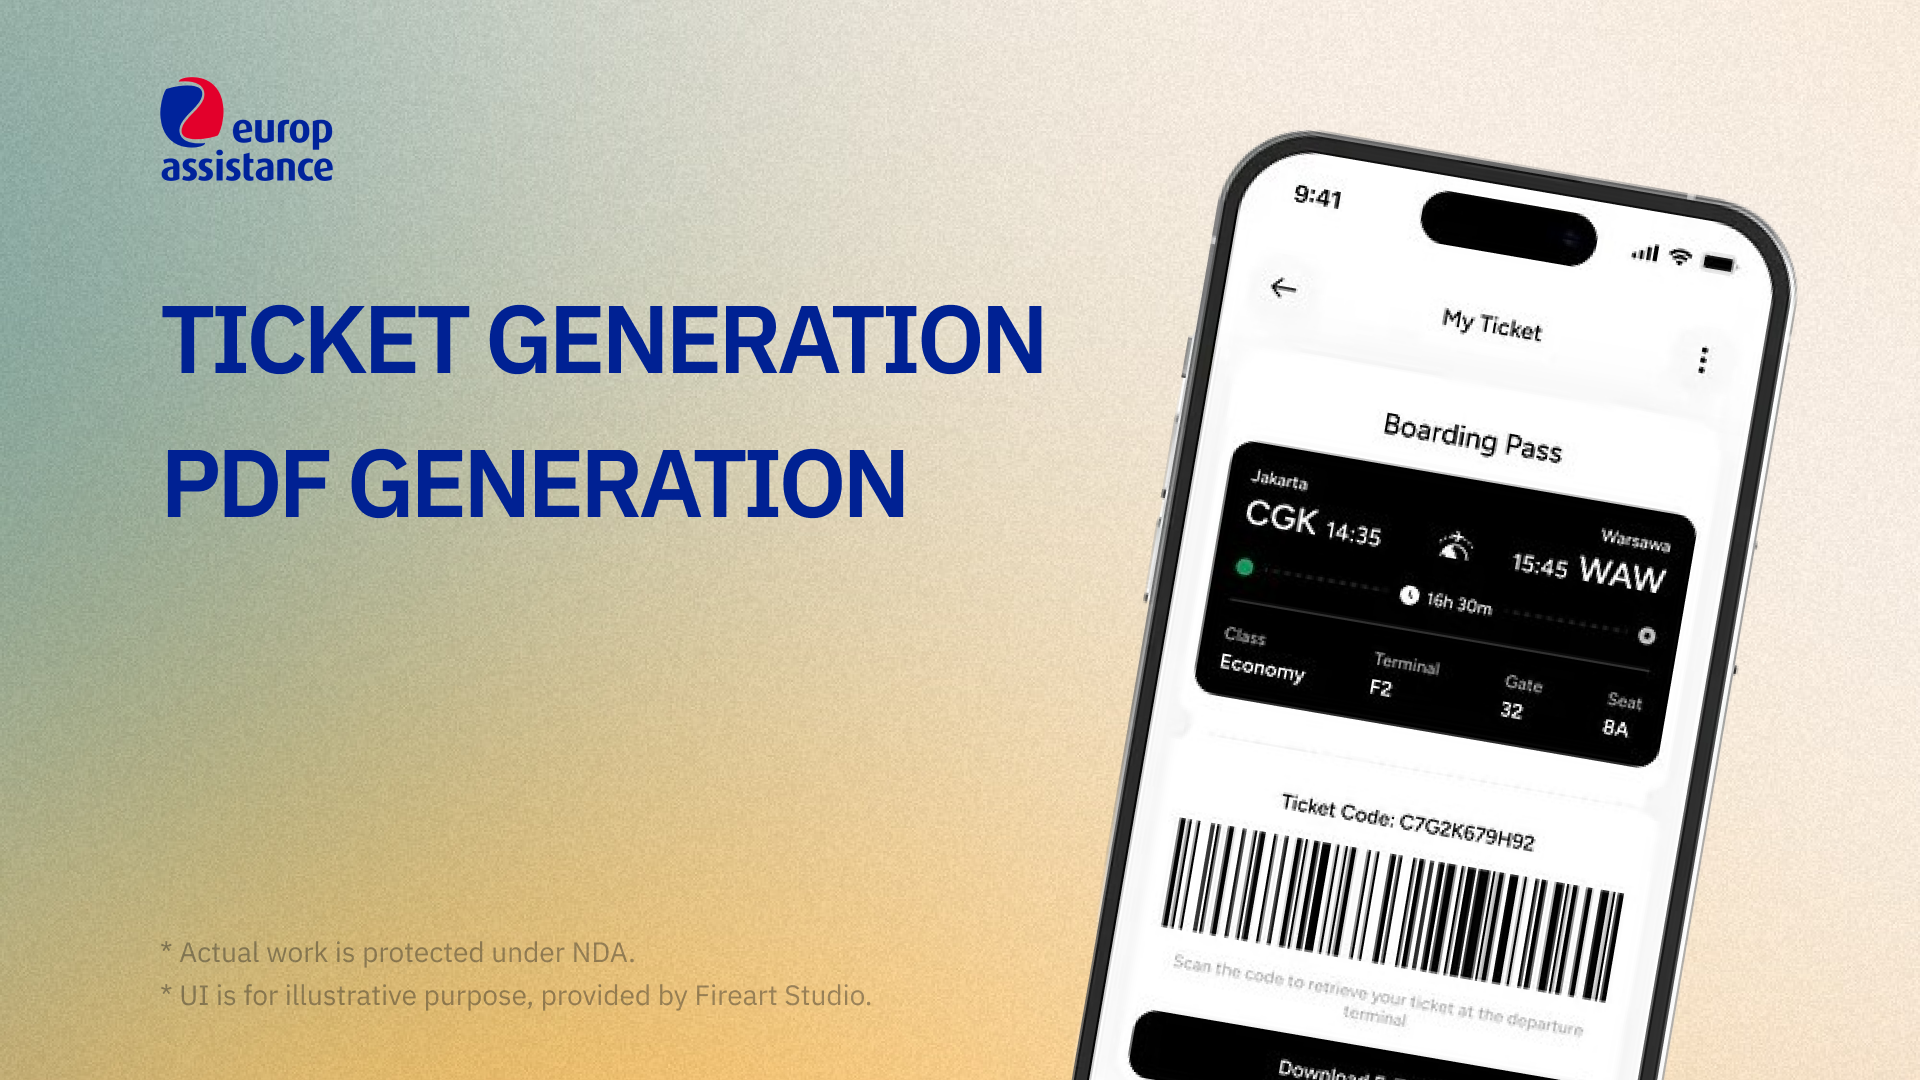 europ
assistance
TICKET GENERATION
PDF GENERATION
* Actual work is protected under NDA.
* UI is for illustrative purpose, provided by Fireart Studio.
9:41
My Ticket
Boarding Pass
Jakarta
Warsawa
CGK 14:35
15:45 WAW
16h 30m
Class
Terminal
Gate
Seat
Economy
F2
32
8A
Ticket Code: C7G2K679H92
Scan the code to retrieve your ticket at the departure
terminal
Download